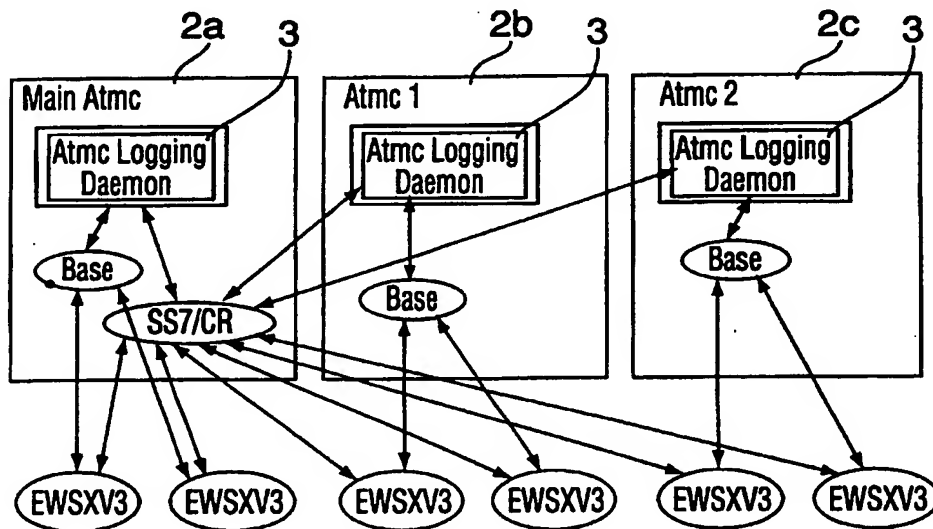 2a
3
2b
3
2c
3
Main Atmc
Atmc 1
Atmc 2
Atmc Logging
Daemon
Atmc Logging
Daemon
Atmc Logging
Daemon
Base
SS7/CR
Base
Base
EWSXV3
EWSXV3
EWSXV3
EWSXV3
EWSXV3
EWSXV3